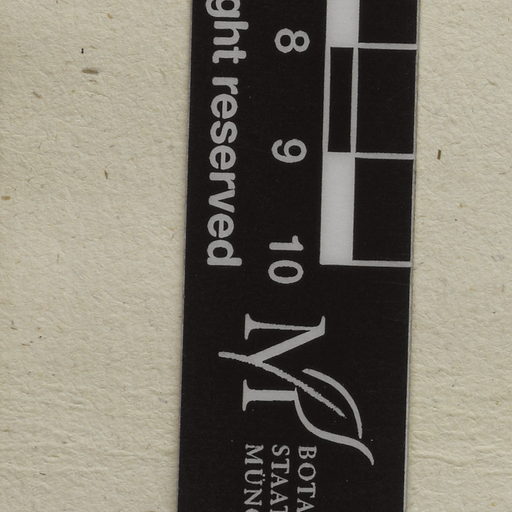 ght reserved
8
9
10
M
BOTA
STAAT
MÜNC